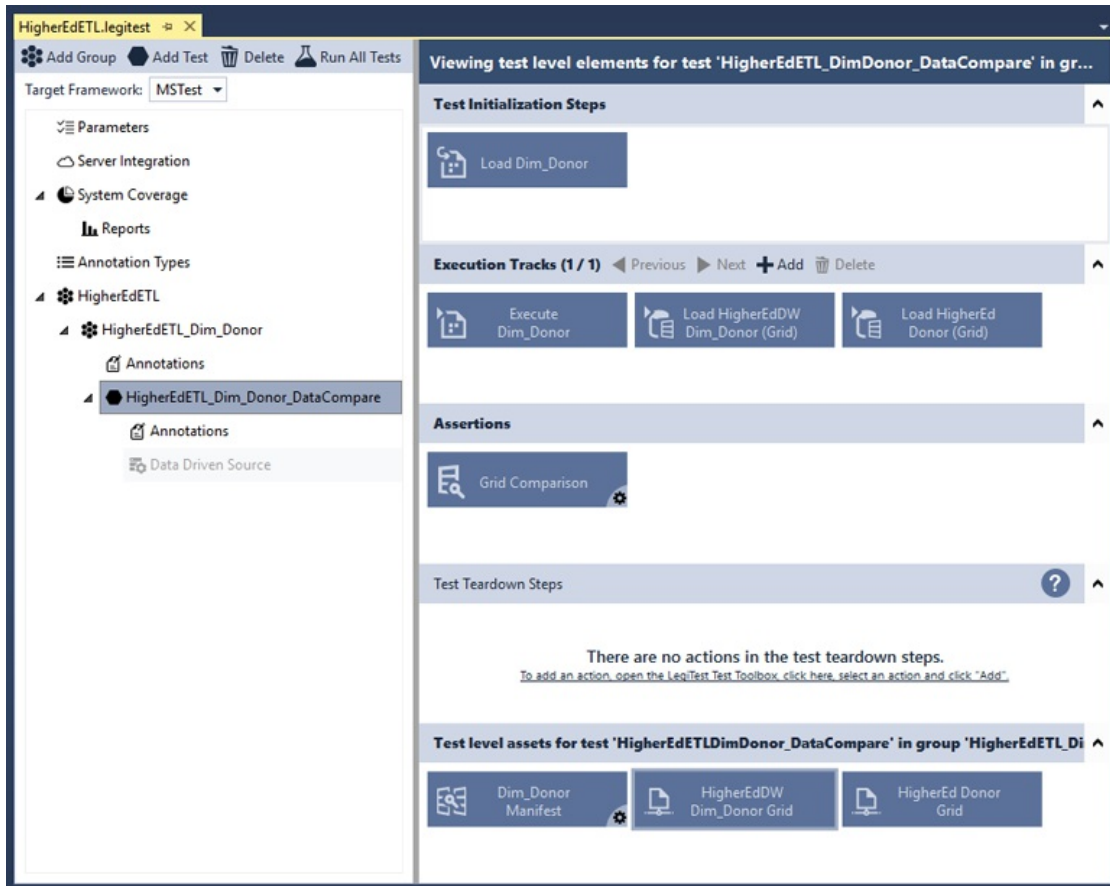 HigherEdETL.legitest
Add Group Add Test Delete Run All Tests
Target Framework: MSTest
Parameters
Server Integration
System Coverage
Reports
Annotation Types
HigherEdETL
HigherEdETL_Dim_Donor
Annotations
HigherEdETL_Dim_Donor_DataCompare
Annotations
Data Driven Source
Viewing test level elements for test 'HigherEdETL_DimDonor_DataCompare' in gr...
Test Initialization Steps
Load Dim_Donor
Execution Tracks (1 / 1) Previous Next Add Delete
Execute
Dim_Donor
Load HigherEdDW
Dim_Donor (Grid)
Load HigherEd
Donor (Grid)
Assertions
Grid Comparison
Test Teardown Steps
?
There are no actions in the test teardown steps.
To add an action, open the LegiTest Test Toolbox, click here, select an action and click "Add".
Test level assets for test 'HigherEdETLDimDonor_DataCompare' in group 'HigherEdETL_Di
Dim_Donor
Manifest
HigherEdDW
Dim_Donor Grid
HigherEd Donor
Grid